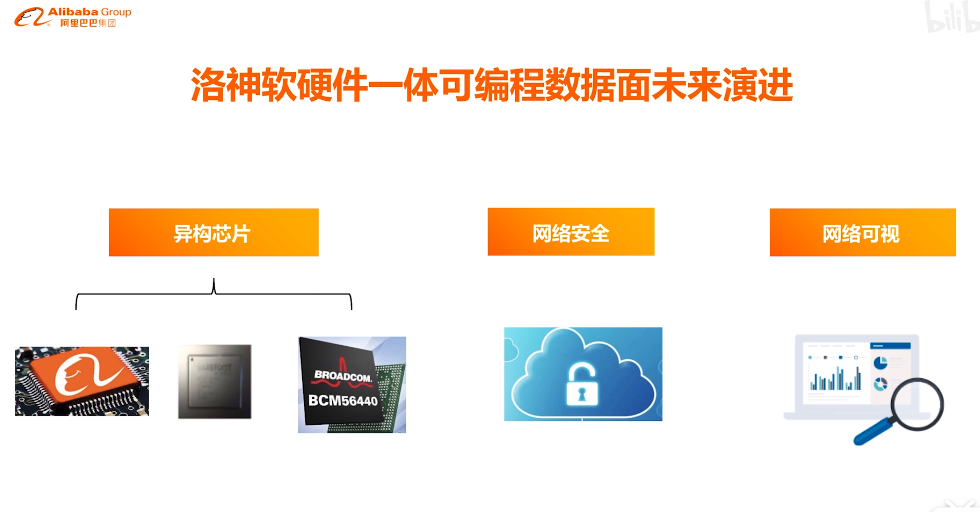 Alibaba Group
阿里巴巴集团
bilib
洛神软硬件一体可编程数据面未来演进
异构芯片
网络安全
网络可视
BROADCOM.
BCM56440